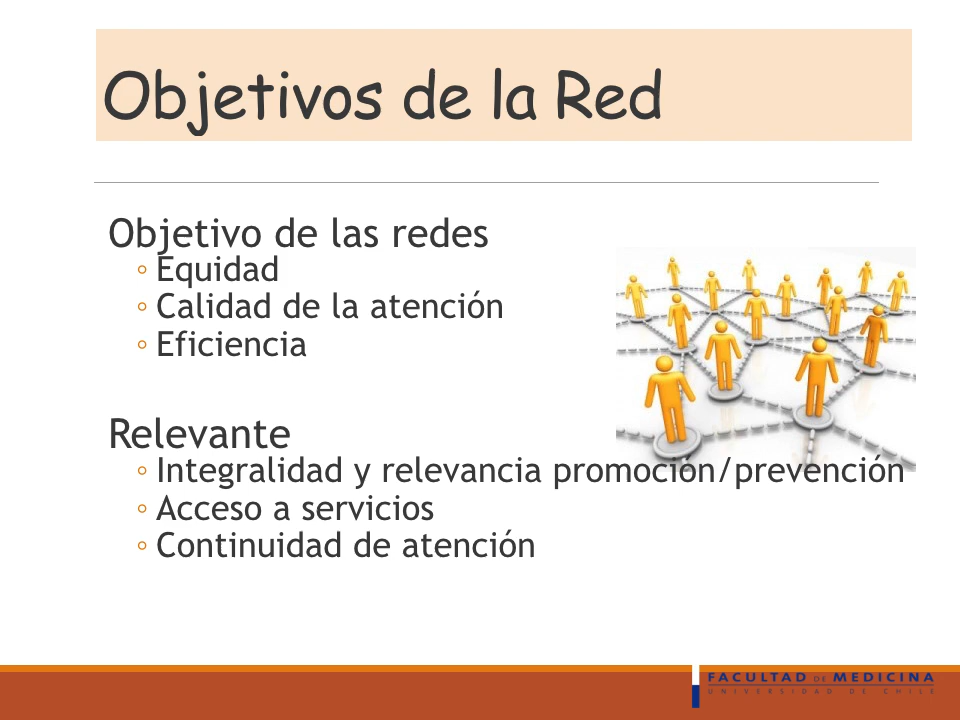 Objetivos de la Red
Objetivo de las redes
◦ Equidad
◦ Calidad de la atención
◦ Eficiencia
Relevante
◦ Integralidad y relevancia promoción/prevención
◦ Acceso a servicios
◦ Continuidad de atención
FACULTAD DE MEDICINA
UNIVERSIDAD DE CHILE